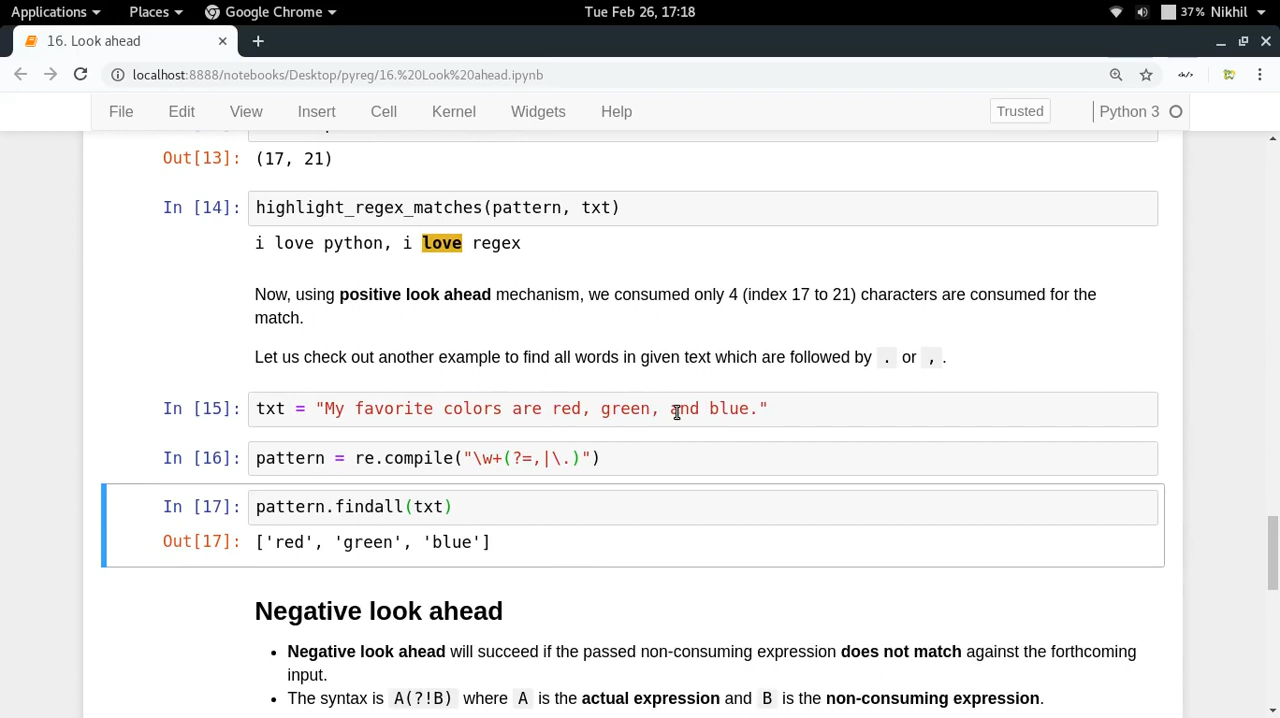 Applications Places Google Chrome Tue Feb 26, 17:18 37% Nikhil
16. Look ahead
localhost:8888/notebooks/Desktop/pyreg/16.%20Look%20ahead.ipynb
File Edit View Insert Cell Kernel Widgets Help Trusted Python 3
Out[13]: (17, 21)
In [14]: highlight_regex_matches(pattern, txt)
i love python, i love regex
Now, using positive look ahead mechanism, we consumed only 4 (index 17 to 21) characters are consumed for the
match.
Let us check out another example to find all words in given text which are followed by . or , .
In [15]: txt = "My favorite colors are red, green, and blue."
In [16]: pattern = re.compile("\w+(?=,|\.)")
In [17]: pattern.findall(txt)
Out[17]: ['red', 'green', 'blue']
Negative look ahead
• Negative look ahead will succeed if the passed non-consuming expression does not match against the forthcoming
input.
• The syntax is A(?!B) where A is the actual expression and B is the non-consuming expression.